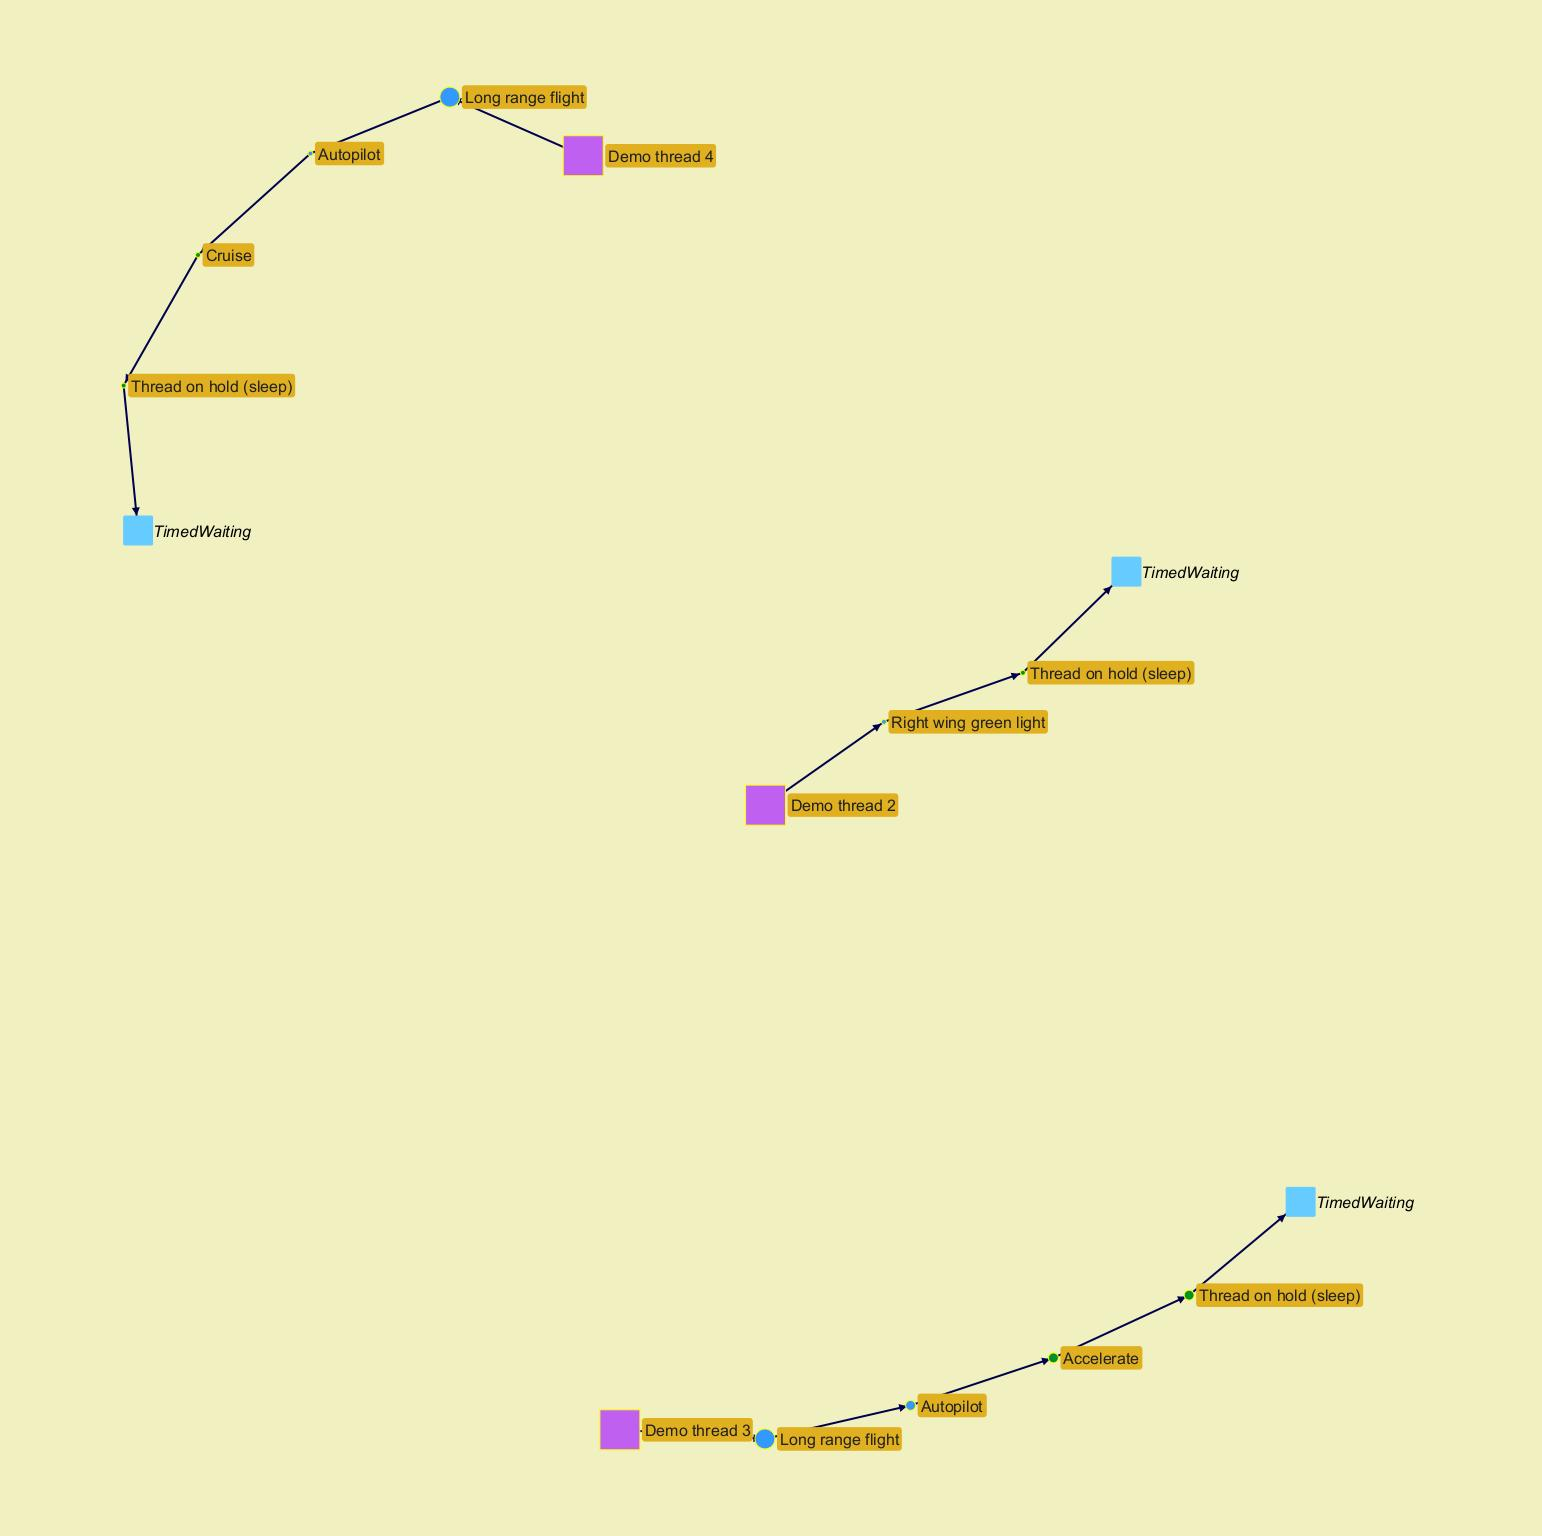 Long range flight
Demo thread 4
Autopilot
Cruise
Thread on hold (sleep)
TimedWaiting
TimedWaiting
Thread on hold (sleep)
Right wing green light
Demo thread 2
TimedWaiting
Thread on hold (sleep)
Accelerate
Autopilot
Demo thread 3
Long range flight